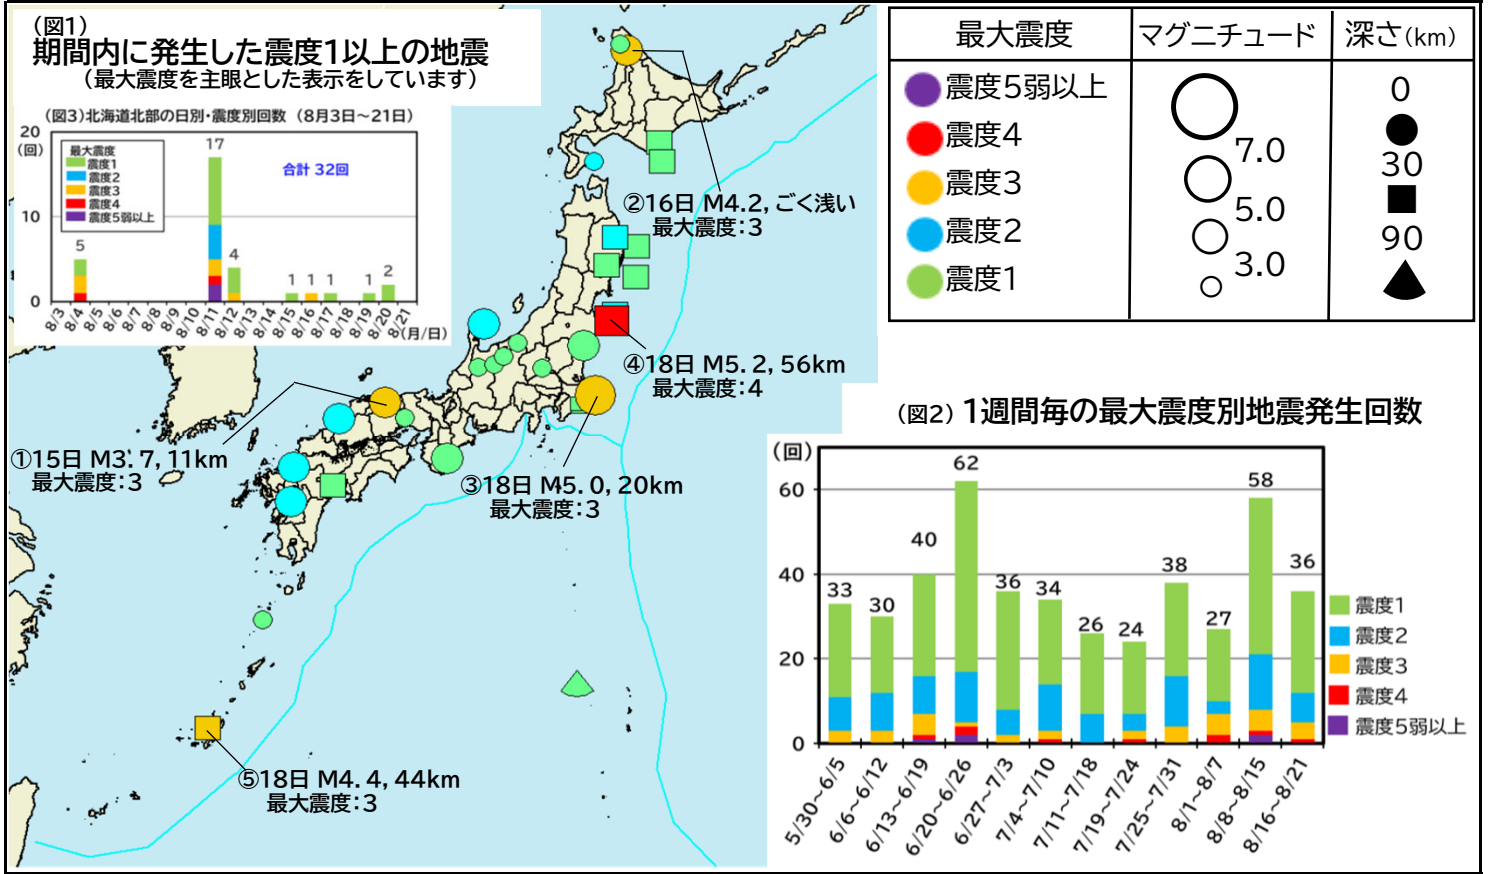 (図1)
期間内に発生した震度1以上の地震
(最大震度を主眼とした表示をしています)
(図3)北海道北部の日別・震度別回数 (8月3日～21日)
20
(回)
10
0
最大震度
震度1
震度2
震度3
震度4
震度5弱以上
合計 32回
5
17
4
1
1
1
1
2
8/3
8/4
8/5
8/6
8/7
8/8
8/9
8/10
8/11
8/12
8/13
8/14
8/15
8/16
8/17
8/18
8/19
8/20
8/21
(月/日)
②16日 M4.2, ごく浅い
最大震度:3
④18日 M5.2, 56km
最大震度:4
①15日 M3.7, 11km
最大震度:3
③18日 M5.0, 20km
最大震度:3
⑤18日 M4.4, 44km
最大震度:3
最大震度
マグニチュード
深さ(km)
震度5弱以上
震度4
震度3
震度2
震度1
7.0
5.0
3.0
0
30
90
(図2) 1週間毎の最大震度別地震発生回数
(回)
60
40
20
0
33
30
40
62
36
34
26
24
38
27
58
36
5/30～6/5
6/6～6/12
6/13～6/19
6/20～6/26
6/27～7/3
7/4～7/10
7/11～7/18
7/19～7/24
7/25～7/31
8/1～8/7
8/8～8/15
8/16～8/21
震度1
震度2
震度3
震度4
震度5弱以上